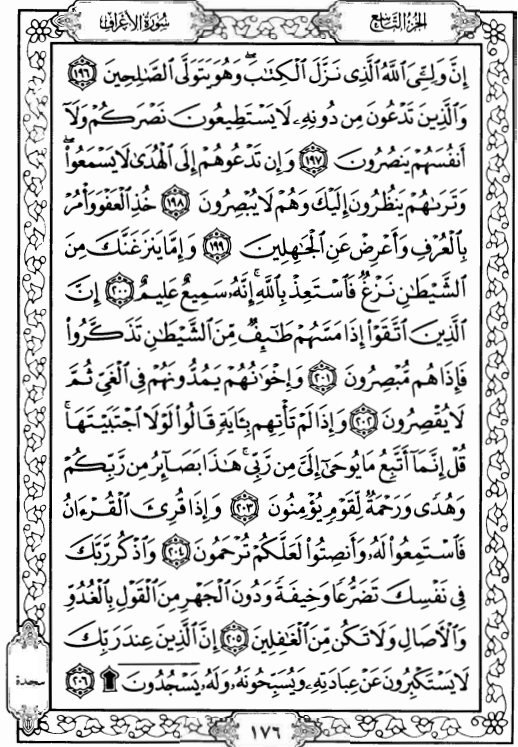 الجزء التاسع
سورة الأعراف
إِنَّ وَلِـِّۧيَ ٱللَّهُ ٱلَّذِي نَزَّلَ ٱلۡكِتَٰبَۖ وَهُوَ يَتَوَلَّى ٱلصَّٰلِحِينَ ١٩٦
وَٱلَّذِينَ تَدۡعُونَ مِن دُونِهِۦ لَا يَسۡتَطِيعُونَ نَصۡرَكُمۡ وَلَآ
أَنفُسَهُمۡ يَنصُرُونَ ١٩٧ وَإِن تَدۡعُوهُمۡ إِلَى ٱلۡهُدَىٰ لَا يَسۡمَعُواْۖ
وَتَرَىٰهُمۡ يَنظُرُونَ إِلَيۡكَ وَهُمۡ لَا يُبۡصِرُونَ ١٩٨ خُذِ ٱلۡعَفۡوَ وَأۡمُرۡ
بِٱلۡعُرۡفِ وَأَعۡرِضۡ عَنِ ٱلۡجَٰهِلِينَ ١٩٩ وَإِمَّا يَنزَغَنَّكَ مِنَ
ٱلشَّيۡطَٰنِ نَزۡغٞ فَٱسۡتَعِذۡ بِٱللَّهِۚ إِنَّهُۥ سَمِيعٌ عَلِيمٌ ٢٠٠ إِنَّ
ٱلَّذِينَ ٱتَّقَوۡاْ إِذَا مَسَّهُمۡ طَٰٓئِفٞ مِّنَ ٱلشَّيۡطَٰنِ تَذَكَّرُواْ
فَإِذَا هُم مُّبۡصِرُونَ ٢٠١ وَإِخۡوَٰنُهُمۡ يَمُدُّونَهُمۡ فِي ٱلۡغَيِّ ثُمَّ
لَا يُقۡصِرُونَ ٢٠٢ وَإِذَا لَمۡ تَأۡتِهِم بِـَٔايَةٖ قَالُواْ لَوۡلَا ٱجۡتَبَيۡتَهَاۚ
قُلۡ إِنَّمَآ أَتَّبِعُ مَا يُوحَىٰٓ إِلَيَّ مِن رَّبِّيۚ هَٰذَا بَصَآئِرُ مِن رَّبِّكُمۡ
وَهُدٗى وَرَحۡمَةٞ لِّقَوۡمٖ يُؤۡمِنُونَ ٢٠٣ وَإِذَا قُرِئَ ٱلۡقُرۡءَانُ
فَٱسۡتَمِعُواْ لَهُۥ وَأَنصِتُواْ لَعَلَّكُمۡ تُرۡحَمُونَ ٢٠٤ وَٱذۡكُر رَّبَّكَ
فِي نَفۡسِكَ تَضَرُّعٗا وَخِيفَةٗ وَدُونَ ٱلۡجَهۡرِ مِنَ ٱلۡقَوۡلِ بِٱلۡغُدُوِّ
وَٱلۡأٓصَالِ وَلَا تَكُن مِّنَ ٱلۡغَٰفِلِينَ ٢٠٥ إِنَّ ٱلَّذِينَ عِندَ رَبِّكَ
لَا يَسۡتَكۡبِرُونَ عَنۡ عِبَادَتِهِۦ وَيُسَبِّحُونَهُۥ وَلَهُۥ يَسۡجُدُونَۤ ۩ ٢٠٦
سجدة
١٧٦